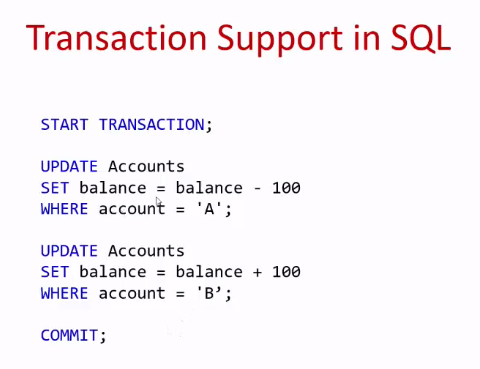 Transaction Support in SQL
START TRANSACTION;
UPDATE Accounts
SET balance = balance - 100
WHERE account = 'A';
UPDATE Accounts
SET balance = balance + 100
WHERE account = 'B’;
COMMIT;